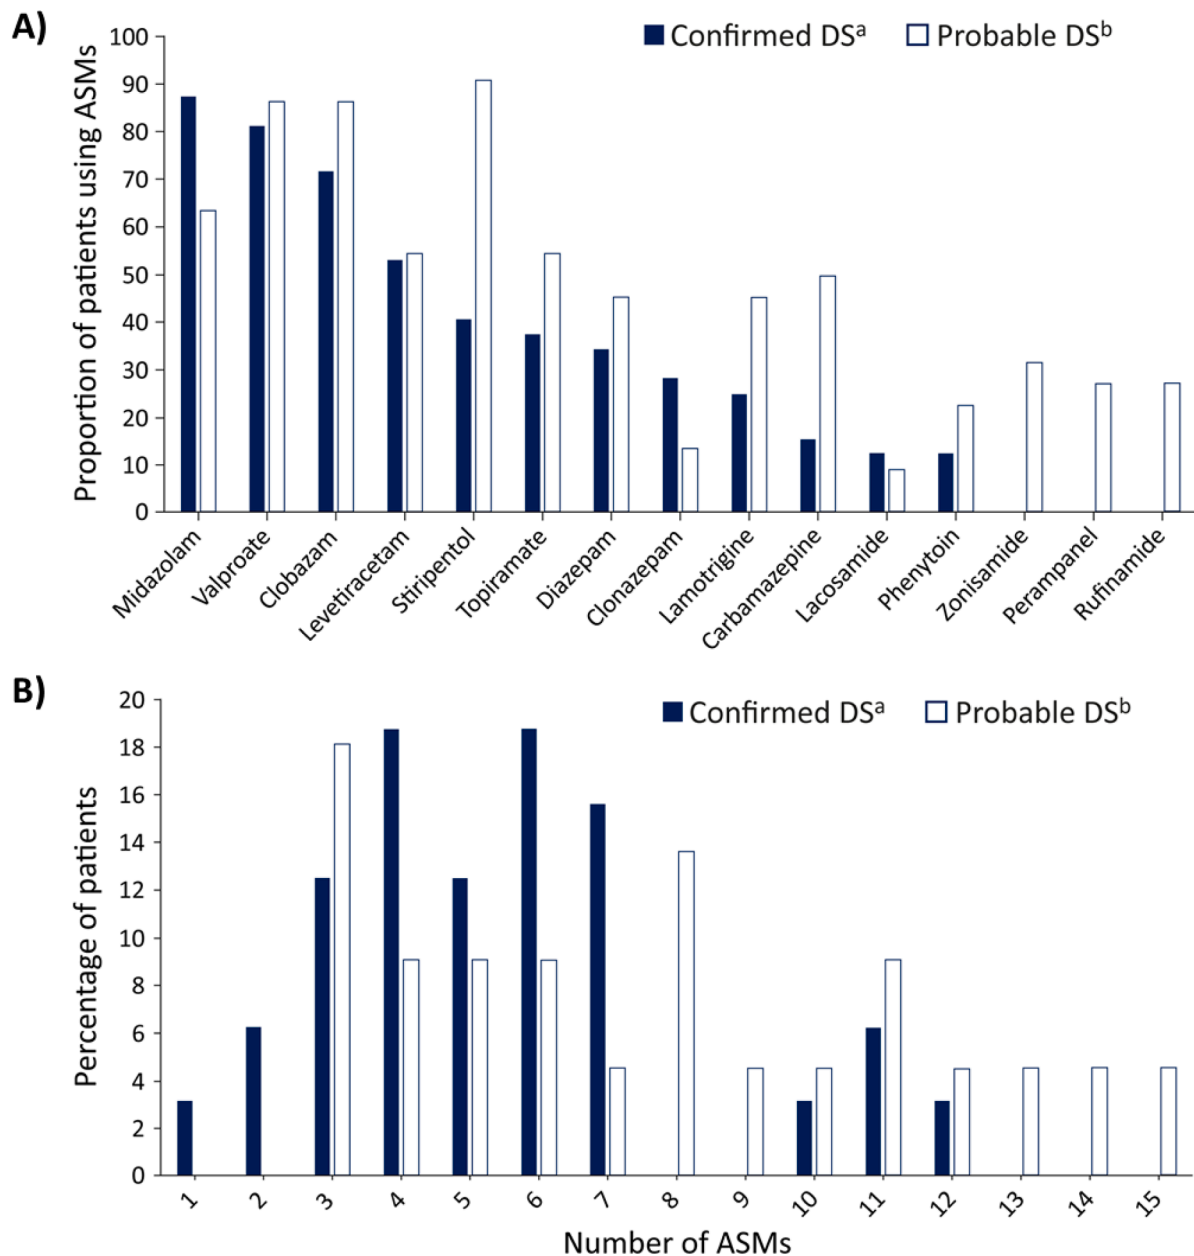 A)
Confirmed DSᵃ Probable DSᵇ
Proportion of patients using ASMs
100
90
80
70
60
50
40
30
20
10
0
Midazolam
Valproate
Clobazam
Levetiracetam
Stiripentol
Topiramate
Diazepam
Clonazepam
Lamotrigine
Carbamazepine
Lacosamide
Phenytoin
Zonisamide
Perampanel
Rufinamide
B)
Confirmed DSᵃ Probable DSᵇ
Percentage of patients
20
18
16
14
12
10
8
6
4
2
0
1 2 3 4 5 6 7 8 9 10 11 12 13 14 15
Number of ASMs